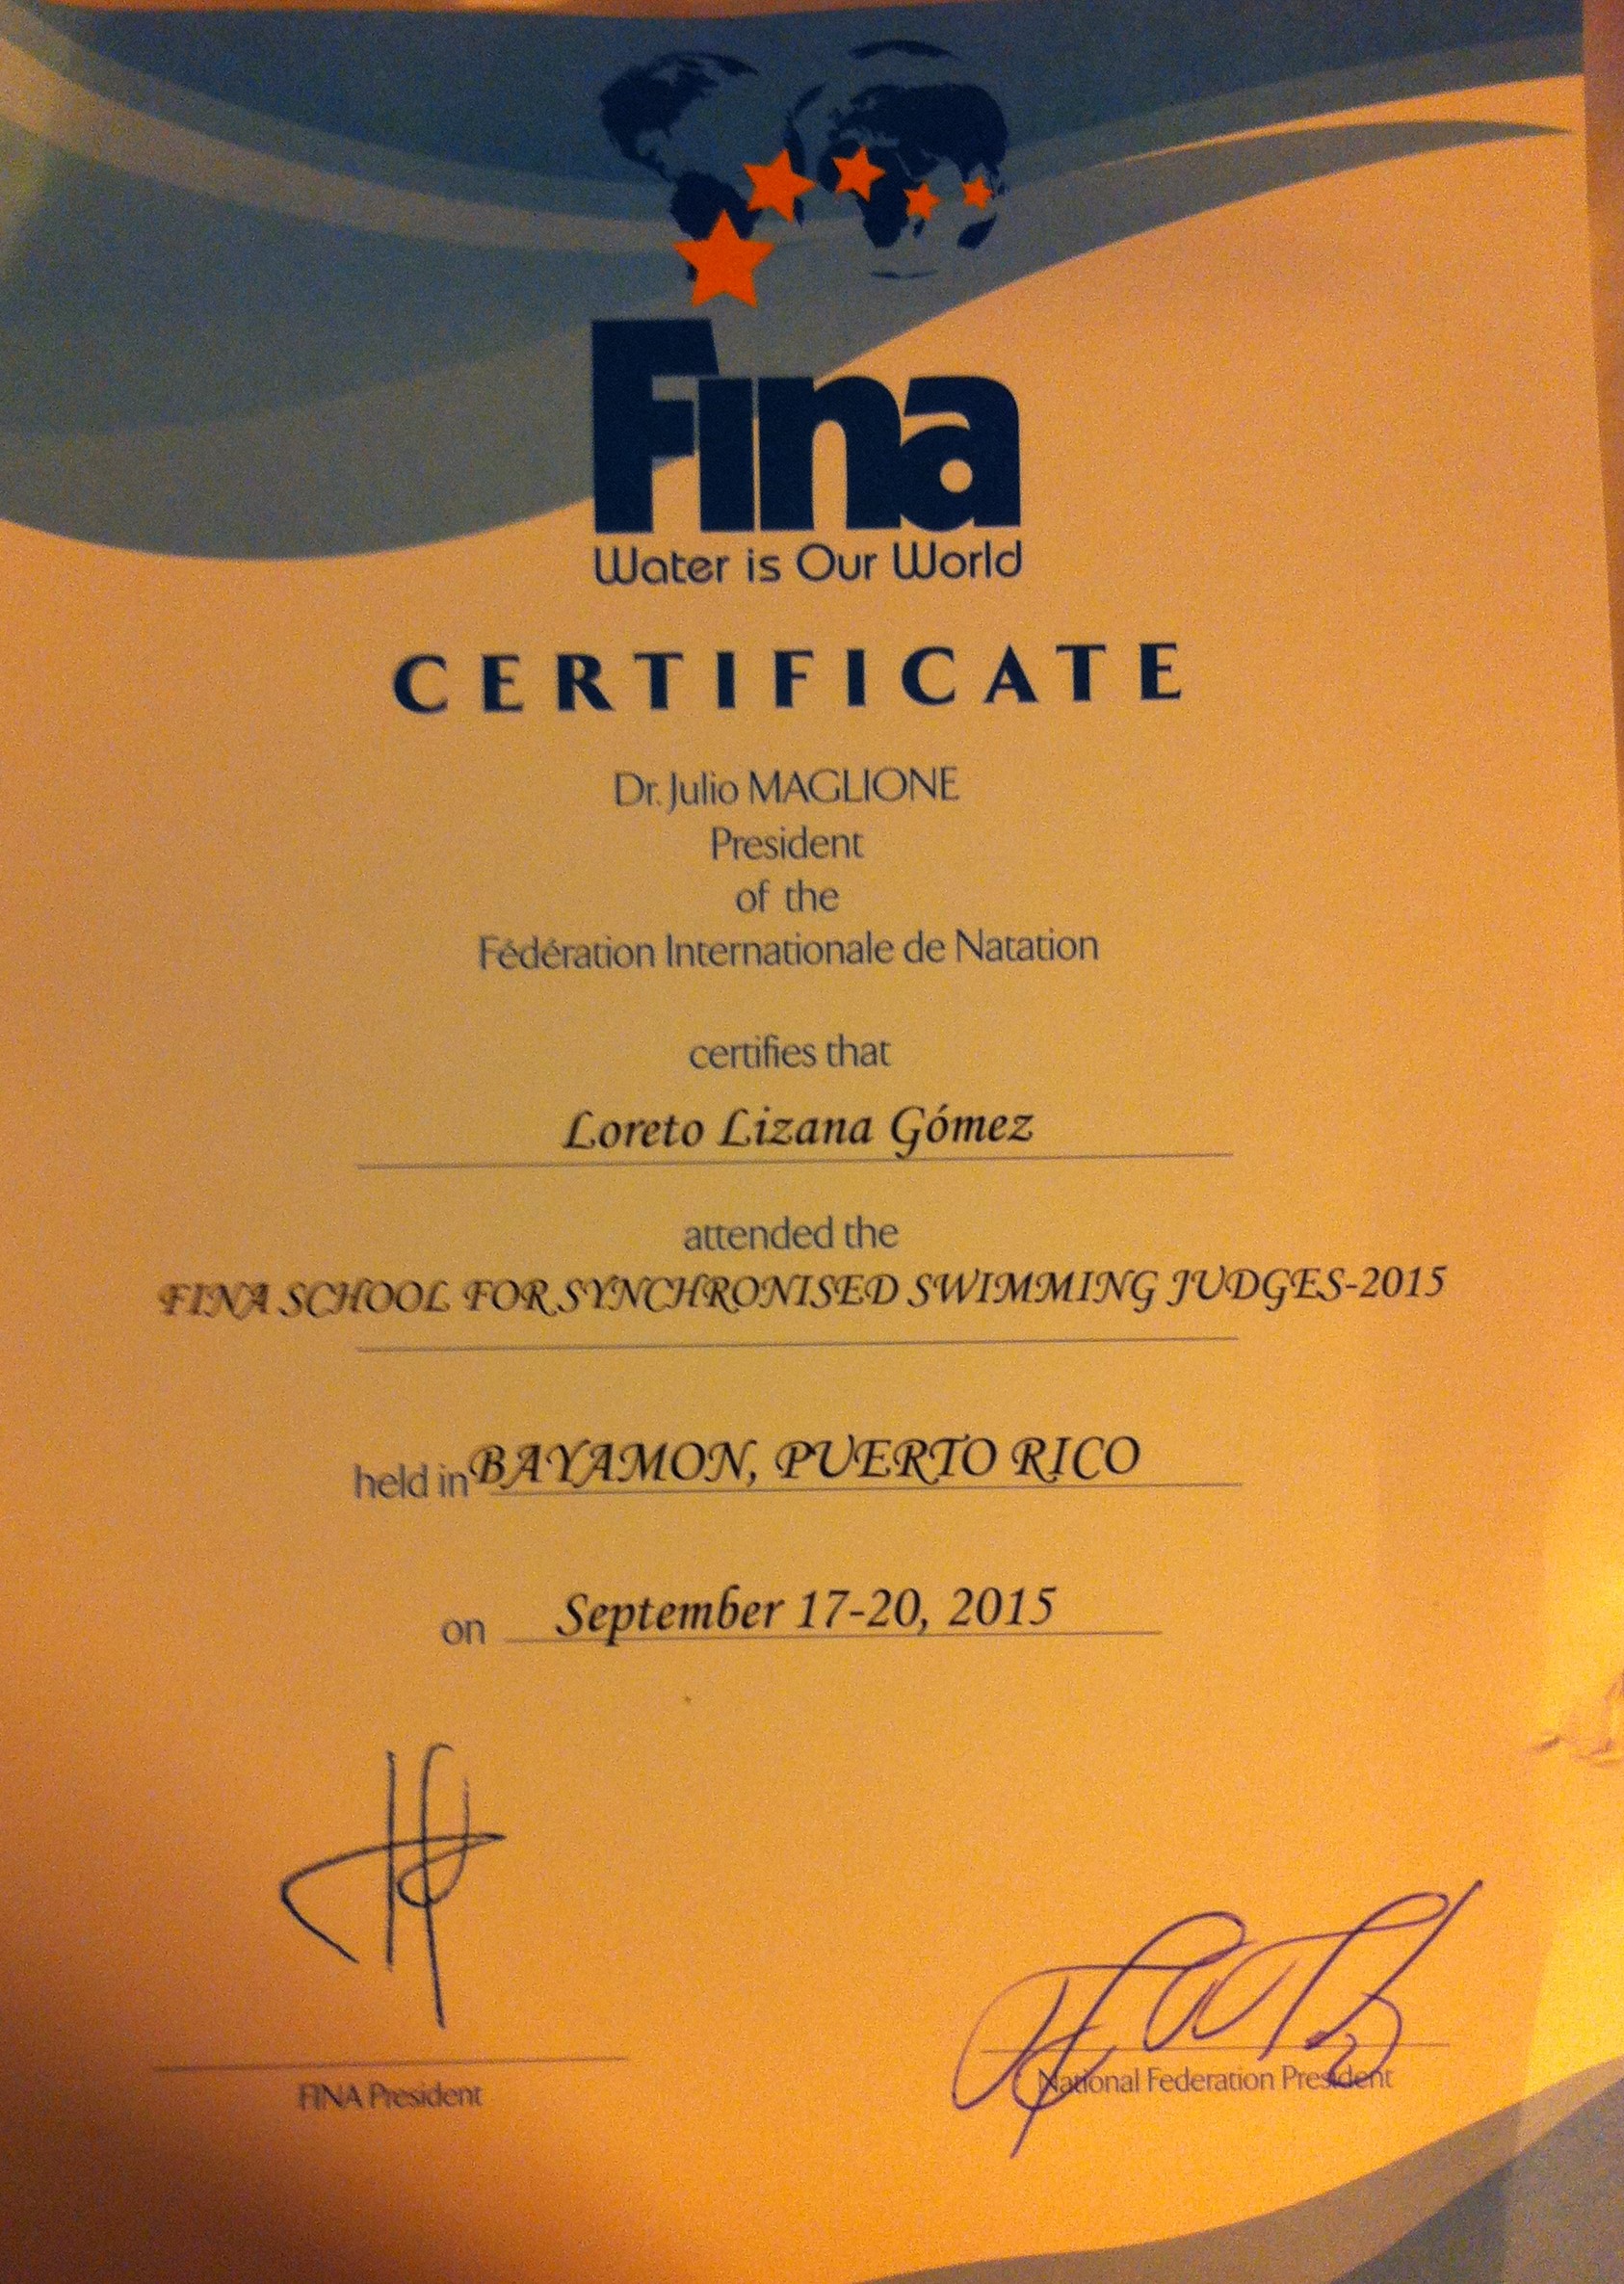 Fina
Water is Our World
CERTIFICATE
Dr. Julio MAGLIONE
President
of the
Fédération Internationale de Natation
certifies that
Loreto Lizana Gómez
attended the
FINA SCHOOL FOR SYNCHRONISED SWIMMING JUDGES-2015
held in BAYAMON, PUERTO RICO
on September 17-20, 2015
FINA President
National Federation President